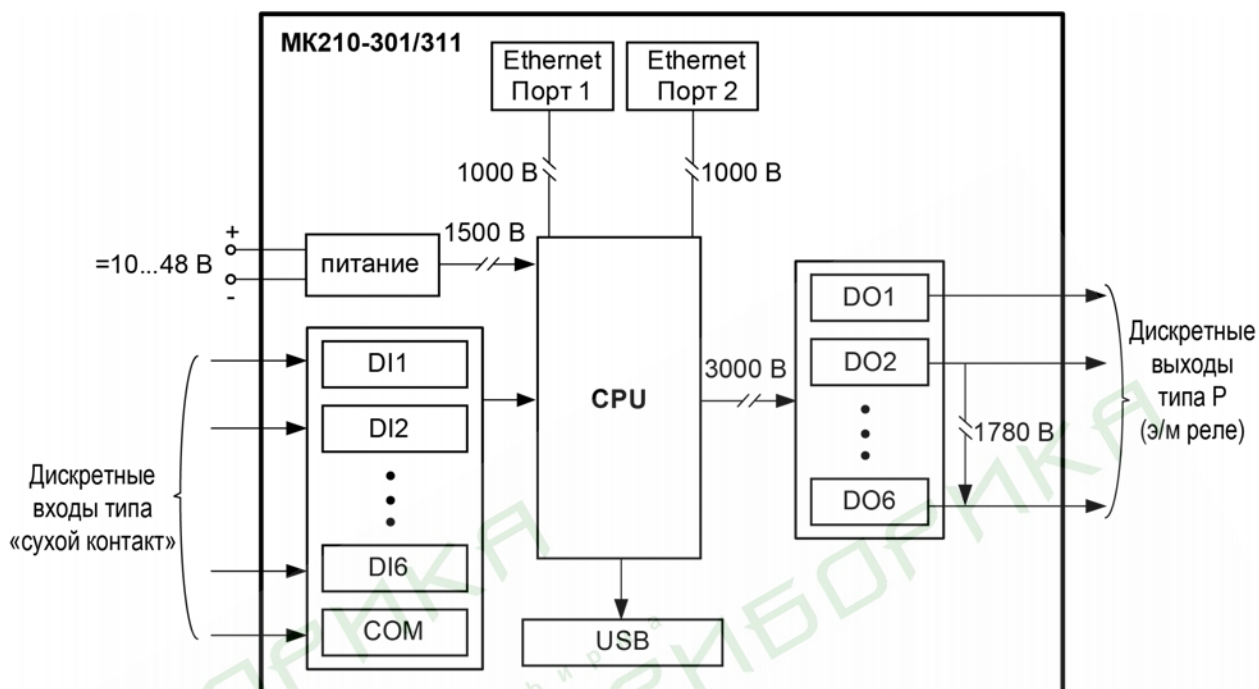 МК210-301/311
Ethernet
Порт 1
Ethernet
Порт 2
1000 В
1000 В
+
=10...48 В
-
питание
1500 В
DI1
DI2
DI6
COM
Дискретные
входы типа
«сухой контакт»
CPU
USB
3000 В
DO1
DO2
DO6
1780 В
Дискретные
выходы
типа Р
(э/м реле)
ПРИБОРИКА